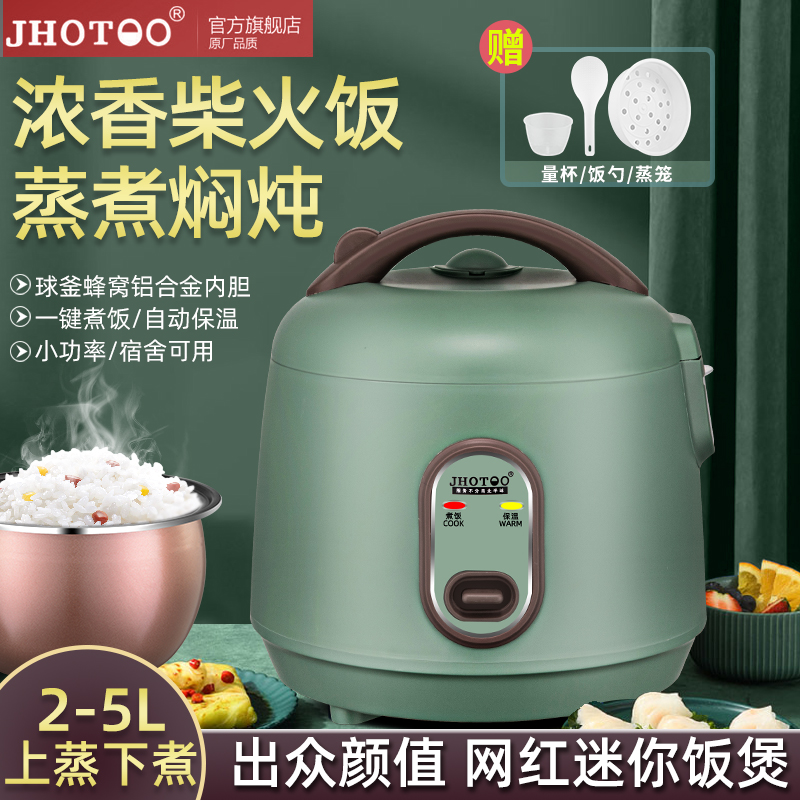 JHOTOO®
官方旗舰店
原厂品质
赠
量杯/饭勺/蒸笼
浓香柴火饭
蒸煮焖炖
球釜蜂窝铝合金内胆
一键煮饭/自动保温
小功率/宿舍可用
JHOTOO®
煮饭
COOK
保温
WARM
2-5L
上蒸下煮
出众颜值 网红迷你饭煲